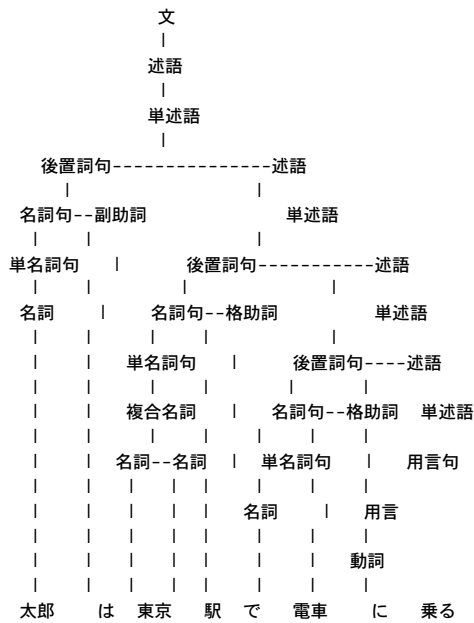 文
|
述語
|
単述語
|
後置詞句---------------述語
| |
名詞句--副助詞 単述語
| | |
単名詞句 | 後置詞句-----------述語
| | | |
名詞 | 名詞句--格助詞 単述語
| | | | |
| | 単名詞句 | 後置詞句----述語
| | | | | |
| | 複合名詞 | 名詞句--格助詞 単述語
| | | | | | |
| | 名詞--名詞 | 単名詞句 | 用言句
| | | | | | | |
| | | | | 名詞 | 用言
| | | | | | | |
| | | | | | | 動詞
| | | | | | | |
太郎 は 東京 駅 で 電車 に 乗る